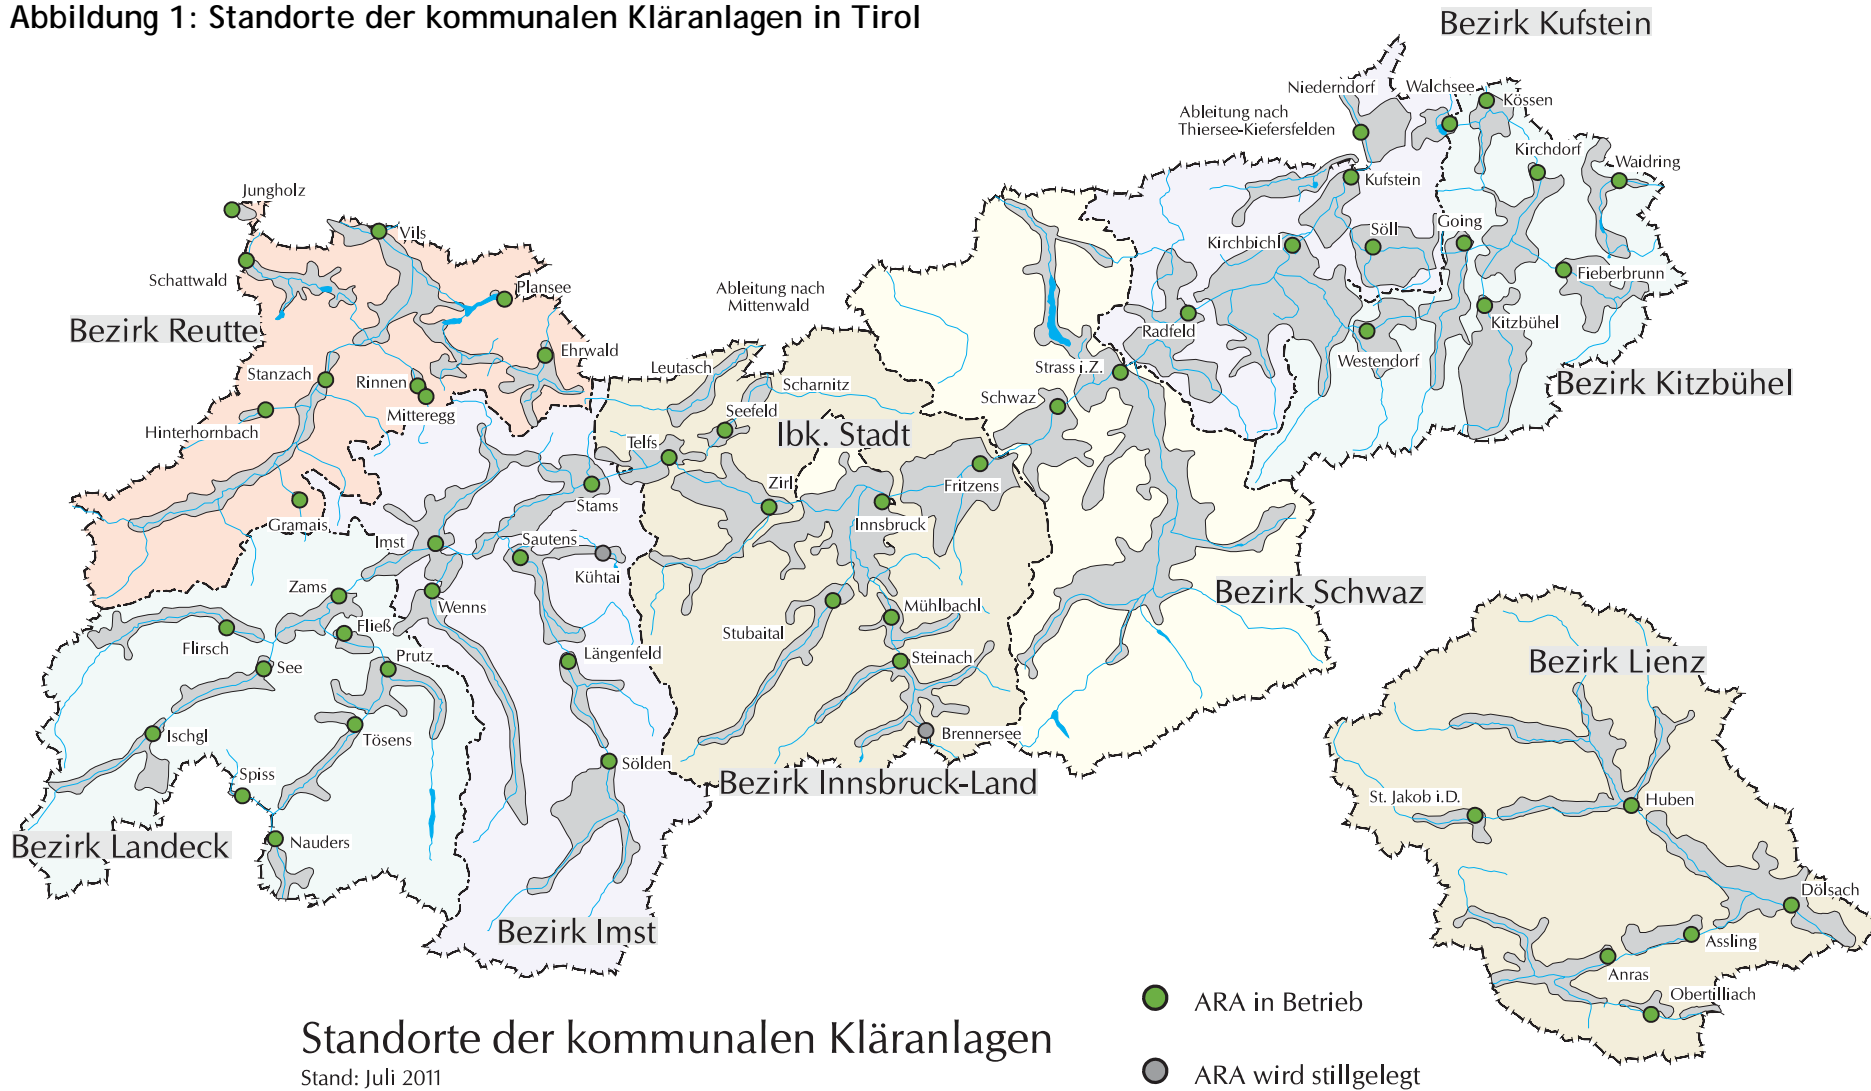 Abbildung 1: Standorte der kommunalen Kläranlagen in Tirol
Bezirk Kufstein
Niederndorf
Walchsee
Kössen
Ableitung nach
Thiersee-Kiefersfelden
Kirchdorf
Waidring
Kufstein
Jungholz
Vils
Kirchbichl
Söll
Going
Schattwald
Plansee
Ableitung nach
Mittenwald
Fieberbrunn
Bezirk Reutte
Radfeld
Kitzbühel
Ehrwald
Westendorf
Leutasch
Strass i.Z.
Stanzach
Rinnen
Scharnitz
Bezirk Kitzbühel
Mitteregg
Schwaz
Seefeld
Hinterhornbach
Ibk. Stadt
Telfs
Zirl
Fritzens
Stams
Gramais
Innsbruck
Imst
Sautens
Kühtai
Zams
Bezirk Schwaz
Wenns
Mühlbachl
Fließ
Stubaital
Flirsch
Prutz
Längenfeld
Steinach
See
Bezirk Lienz
Ischgl
Tösens
Brennersee
Sölden
Spiss
Bezirk Innsbruck-Land
St. Jakob i.D.
Huben
Bezirk Landeck
Nauders
Dölsach
Bezirk Imst
Assling
Anras
Obertilliach
ARA in Betrieb
Standorte der kommunalen Kläranlagen
Stand: Juli 2011
ARA wird stillgelegt